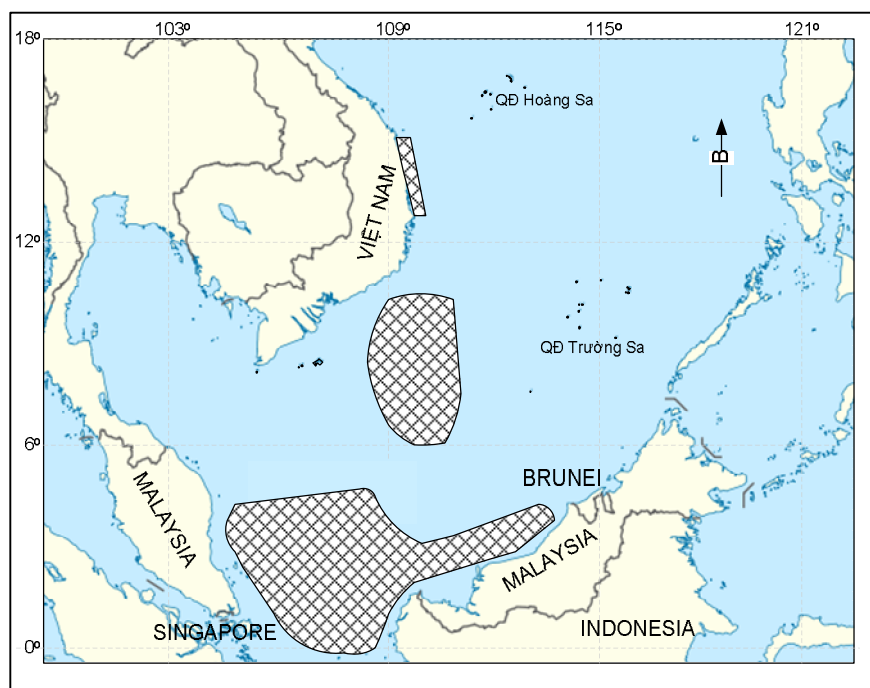 103º 109º 115º 121º
18º
QĐ Hoàng Sa
B
VIỆT NAM
12º
QĐ Trường Sa
6º
BRUNEI
MALAYSIA
MALAYSIA
SINGAPORE
INDONESIA
0º